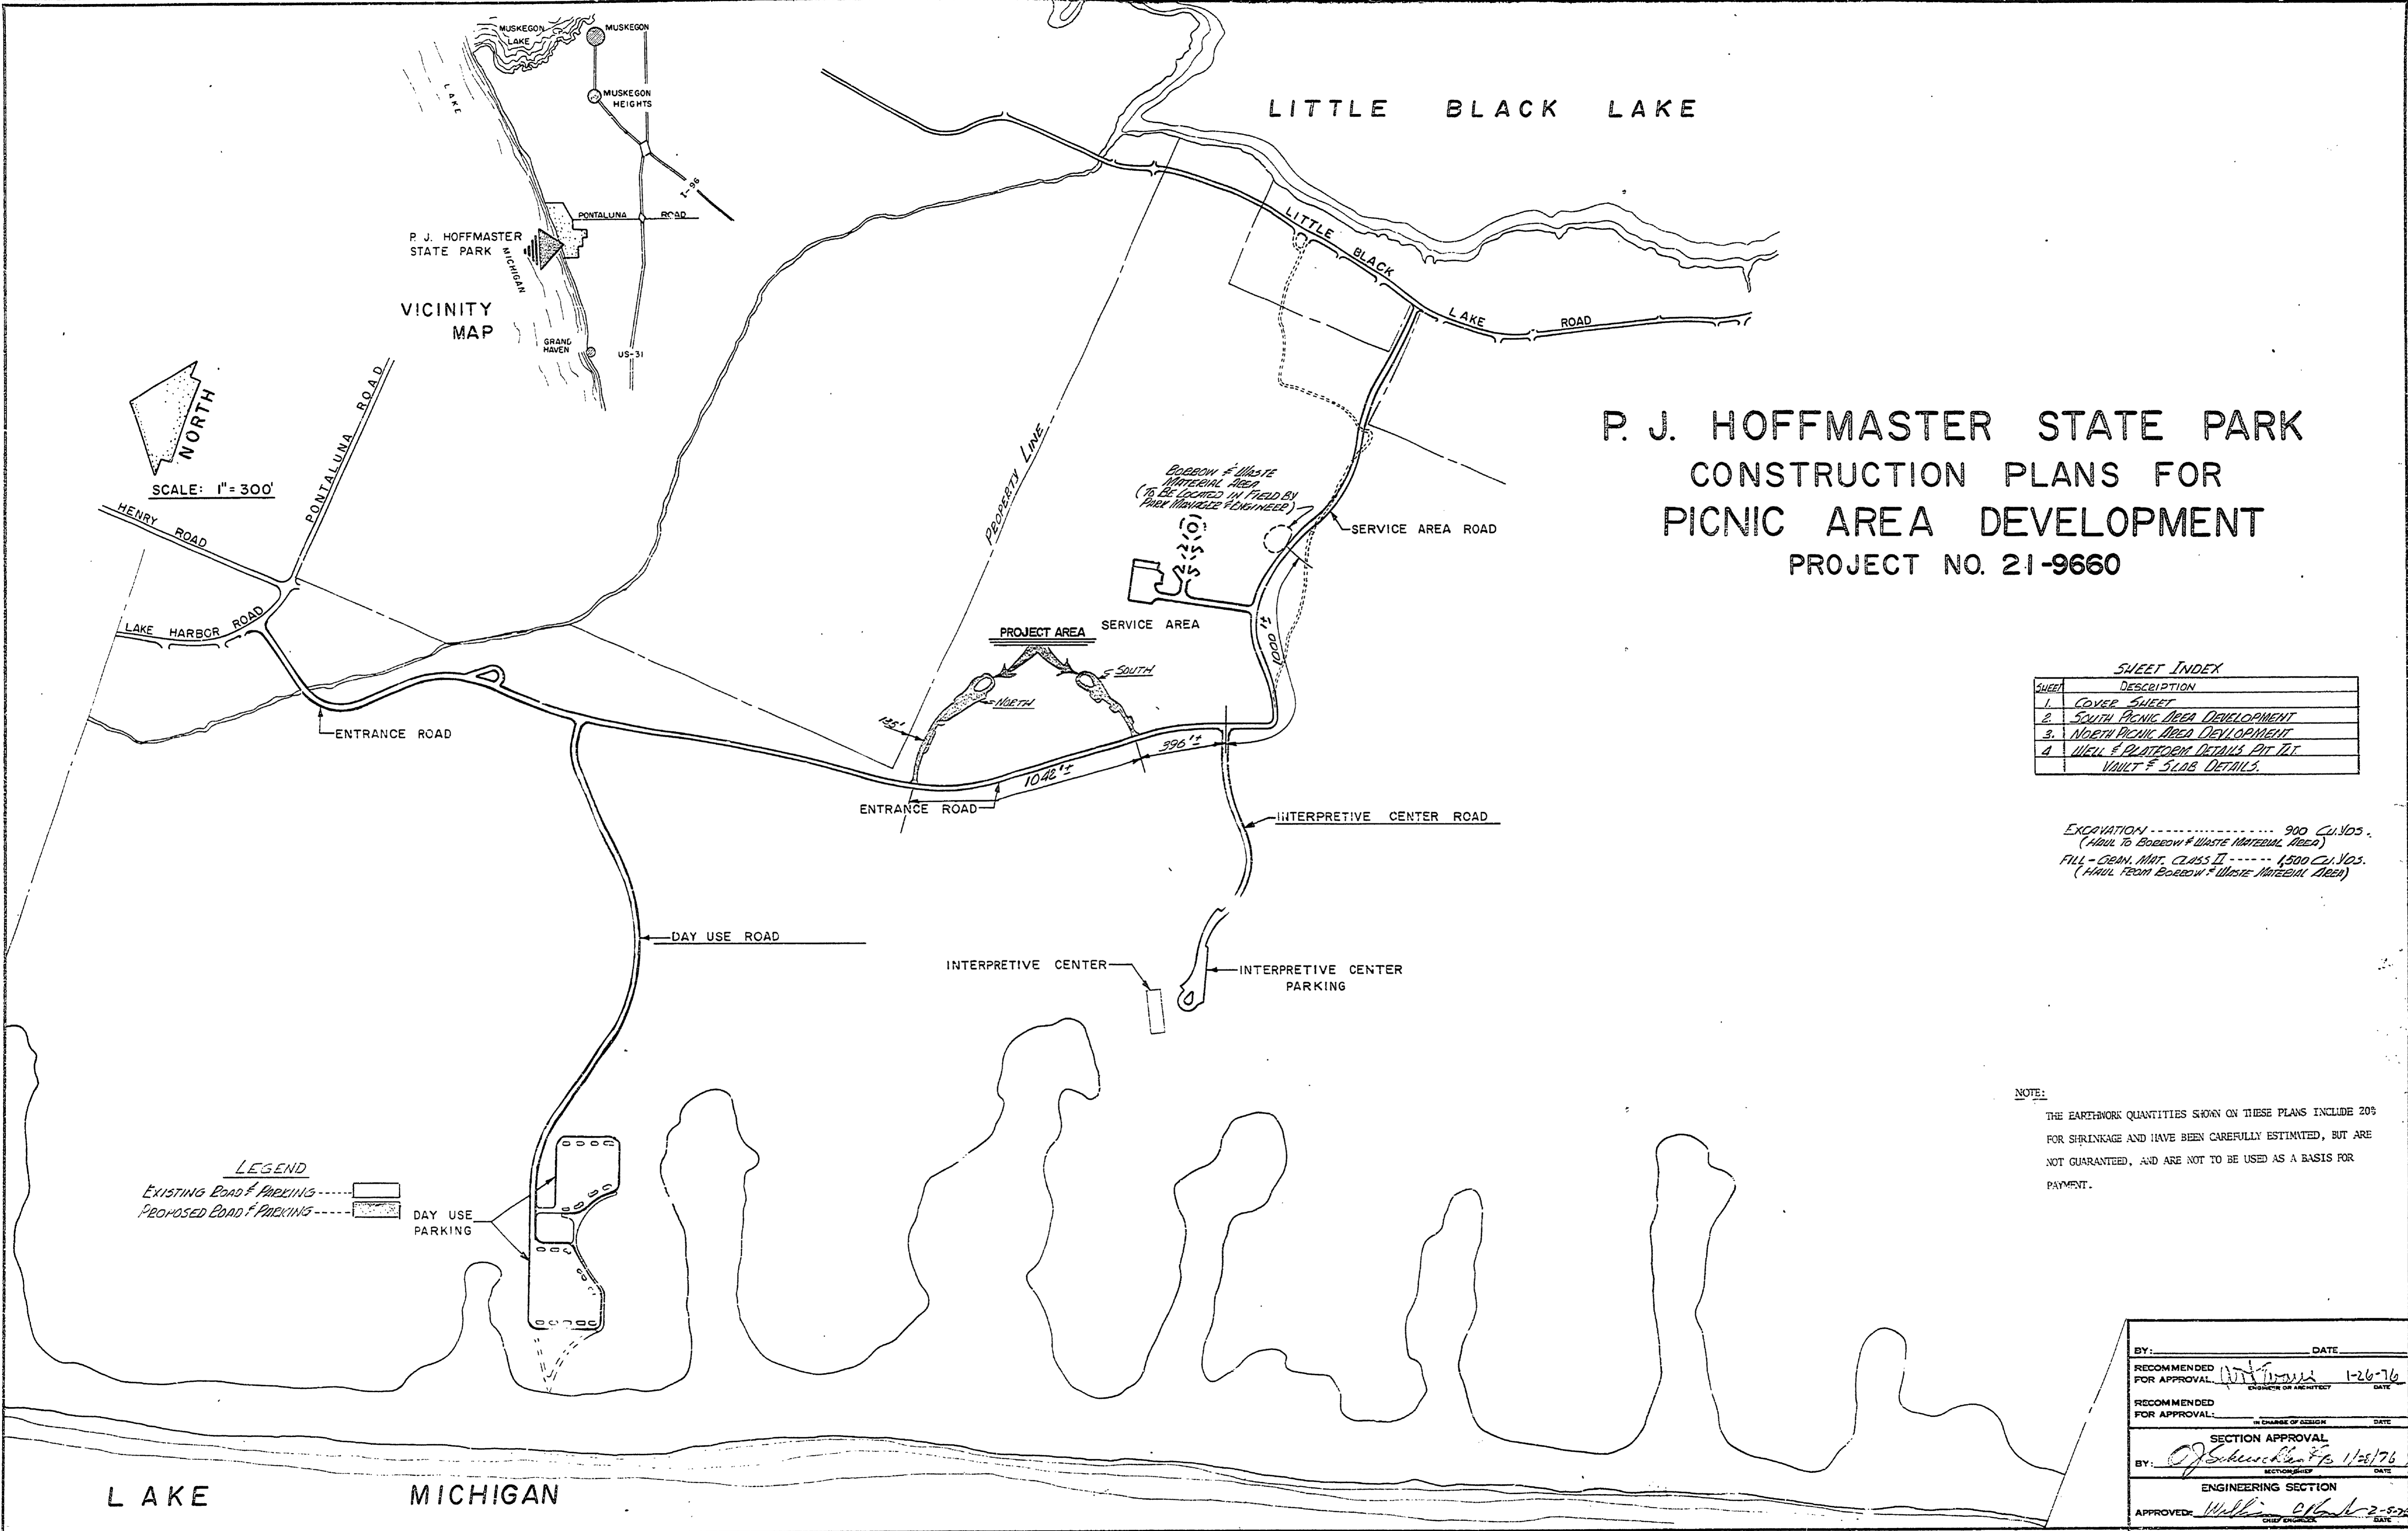 MUSKEGON
LAKE
MUSKEGON
MUSKEGON
HEIGHTS
LAKE
I-96
PONTALUNA ROAD
P. J. HOFFMASTER
STATE PARK
MICHIGAN
VICINITY
MAP
GRAND
HAVEN
US-31
LITTLE BLACK LAKE
LITTLE BLACK LAKE ROAD
NORTH
SCALE: 1"=300'
PONTALUNA ROAD
HENRY ROAD
LAKE HARBOR ROAD
PROPERTY LINE
BORROW & WASTE
MATERIAL AREA
(TO BE LOCATED IN FIELD BY
PARK MANAGER & ENGINEER)
SERVICE AREA ROAD
P. J. HOFFMASTER STATE PARK
CONSTRUCTION PLANS FOR
PICNIC AREA DEVELOPMENT
PROJECT NO. 21-9660
PROJECT AREA
SERVICE AREA
1000'±
SOUTH
NORTH
135'
ENTRANCE ROAD
396'±
1042'±
ENTRANCE ROAD
INTERPRETIVE CENTER ROAD
SHEET INDEX
SHEET DESCRIPTION
1. COVER SHEET
2. SOUTH PICNIC AREA DEVELOPMENT
3. NORTH PICNIC AREA DEVLOPMENT
4 WELL & PLATFORM DETAILS PIT TLT
VAULT & SLAB DETAILS.
EXCAVATION --------------- 900 CU.YDS.
(HAUL TO BORROW & WASTE MATERIAL AREA)
FILL-GRAN. MAT. CLASS II ------ 1,500 CU.YDS.
(HAUL FROM BORROW & WASTE MATERIAL AREA)
DAY USE ROAD
INTERPRETIVE CENTER
INTERPRETIVE CENTER
PARKING
NOTE:
THE EARTHWORK QUANTITIES SHOWN ON THESE PLANS INCLUDE 20%
FOR SHRINKAGE AND HAVE BEEN CAREFULLY ESTIMATED, BUT ARE
NOT GUARANTEED, AND ARE NOT TO BE USED AS A BASIS FOR
PAYMENT.
LEGEND
EXISTING ROAD & PARKING -----
PROPOSED ROAD & PARKING -----
DAY USE
PARKING
LAKE MICHIGAN
BY: DATE
RECOMMENDED
FOR APPROVAL: 1-26-76
ENGINEER OR ARCHITECT DATE
RECOMMENDED
FOR APPROVAL:
IN CHARGE OF DESIGN DATE
SECTION APPROVAL
BY: 1/28/76
SECTION CHIEF DATE
ENGINEERING SECTION
APPROVED: William
CHIEF ENGINEER DATE